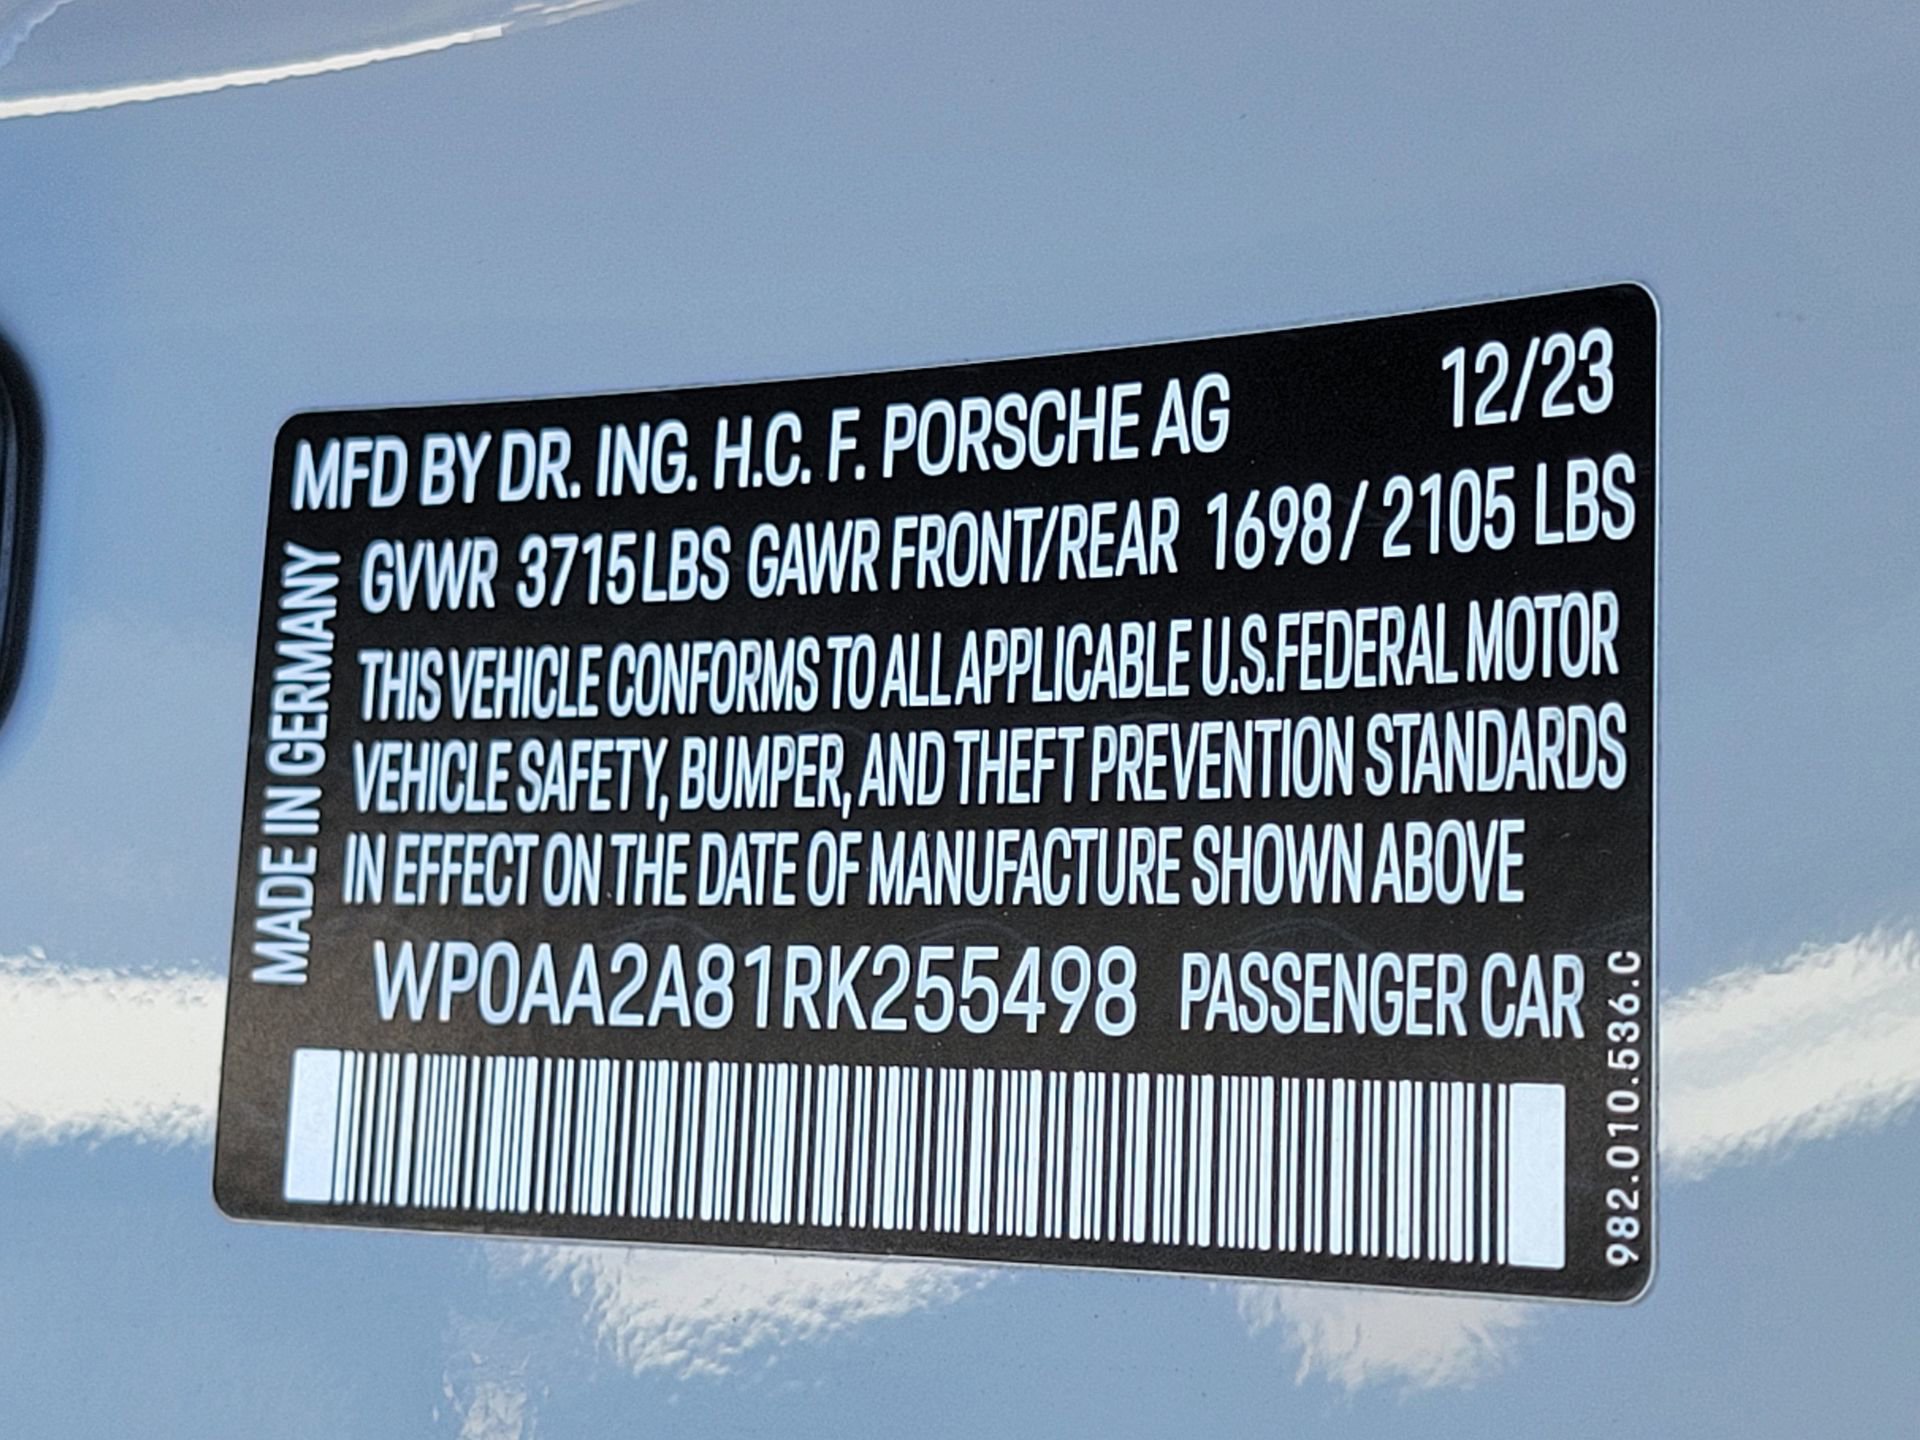 MFD BY DR. ING. H.C. F. PORSCHE AG 12/23
GVWR 3715LBS GAWR FRONT/REAR 1698/2105 LBS
THIS VEHICLE CONFORMS TO ALL APPLICABLE U.S.FEDERAL MOTOR
VEHICLE SAFETY, BUMPER, AND THEFT PREVENTION STANDARDS
IN EFFECT ON THE DATE OF MANUFACTURE SHOWN ABOVE
WP0AA2A81RK255498 PASSENGER CAR
MADE IN GERMANY
982.010.536.C